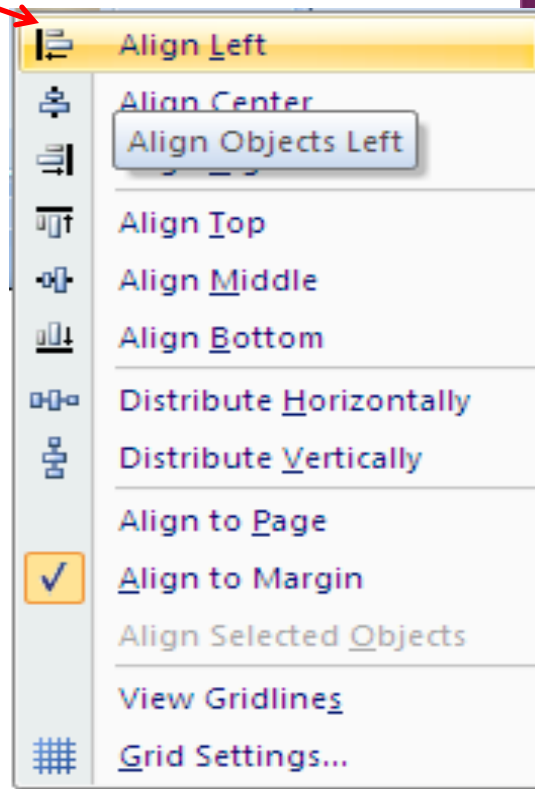 Align Left
Align Center
Align Objects Left
Align Top
Align Middle
Align Bottom
Distribute Horizontally
Distribute Vertically
Align to Page
Align to Margin
Align Selected Objects
View Gridlines
Grid Settings...